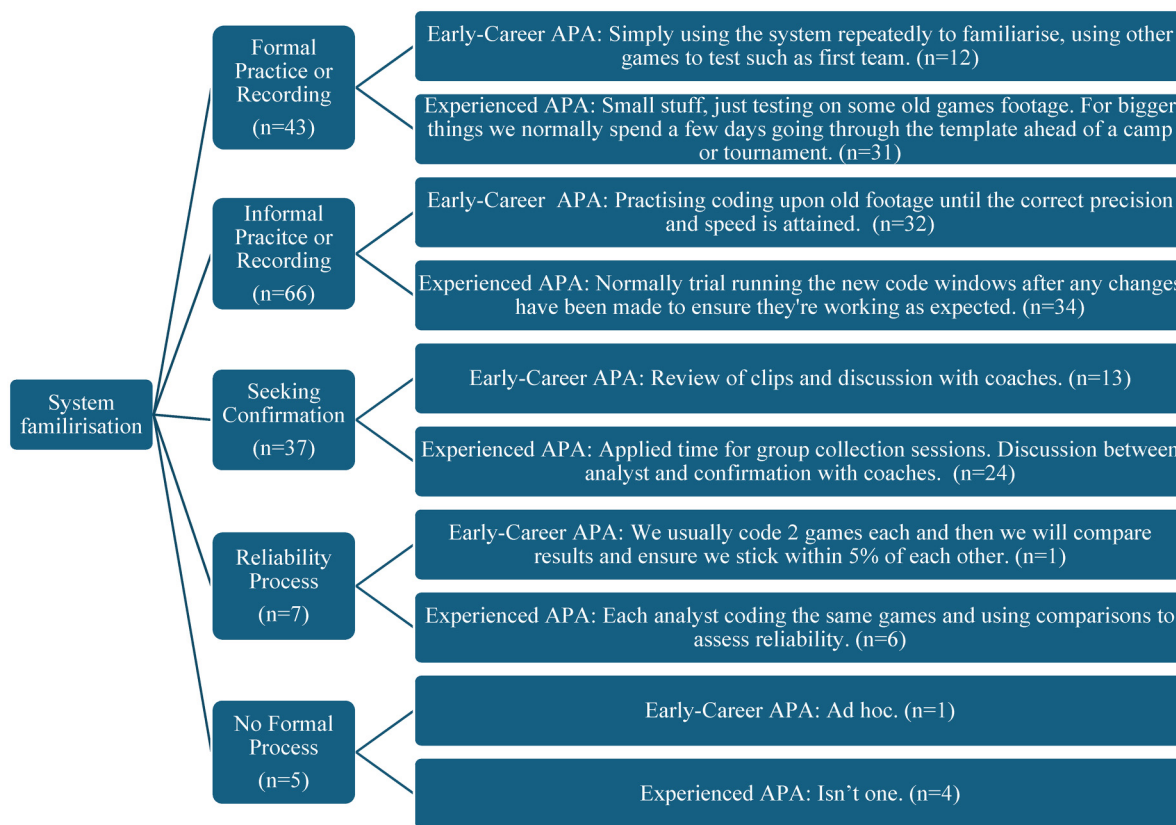 System
familirisation
Formal
Practice or
Recording
(n=43)
Early-Career APA: Simply using the system repeatedly to familiarise, using other
games to test such as first team. (n=12)
Experienced APA: Small stuff, just testing on some old games footage. For bigger
things we normally spend a few days going through the template ahead of a camp
or tournament. (n=31)
Informal
Pracitce or
Recording
(n=66)
Early-Career APA: Practising coding upon old footage until the correct precision
and speed is attained. (n=32)
Experienced APA: Normally trial running the new code windows after any changes
have been made to ensure they're working as expected. (n=34)
Seeking
Confirmation
(n=37)
Early-Career APA: Review of clips and discussion with coaches. (n=13)
Experienced APA: Applied time for group collection sessions. Discussion between
analyst and confirmation with coaches. (n=24)
Reliability
Process
(n=7)
Early-Career APA: We usually code 2 games each and then we will compare
results and ensure we stick within 5% of each other. (n=1)
Experienced APA: Each analyst coding the same games and using comparisons to
assess reliability. (n=6)
No Formal
Process
(n=5)
Early-Career APA: Ad hoc. (n=1)
Experienced APA: Isn’t one. (n=4)